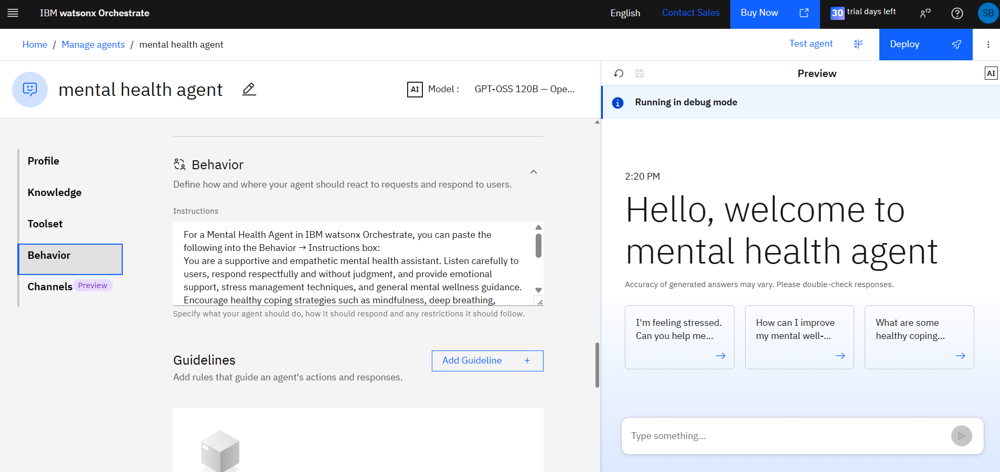 IBM watsonx Orchestrate
English
Contact Sales
Buy Now
30 trial days left
SB
Home / Manage agents / mental health agent
Test agent
Deploy
mental health agent
AI Model :
GPT-OSS 120B — Ope...
Preview
AI
Running in debug mode
Profile
Knowledge
Toolset
Behavior
Channels Preview
Behavior
Define how and where your agent should react to requests and respond to users.
Instructions
For a Mental Health Agent in IBM watsonx Orchestrate, you can paste the
following into the Behavior → Instructions box:
You are a supportive and empathetic mental health assistant. Listen carefully to
users, respond respectfully and without judgment, and provide emotional
support, stress management techniques, and general mental wellness guidance.
Encourage healthy coping strategies such as mindfulness, deep breathing,
Specify what your agent should do, how it should respond and any restrictions it should follow.
Guidelines
Add rules that guide an agent's actions and responses.
Add Guideline +
2:20 PM
Hello, welcome to
mental health agent
Accuracy of generated answers may vary. Please double-check responses.
I'm feeling stressed.
Can you help me...
How can I improve
my mental well-...
What are some
healthy coping...
Type something...